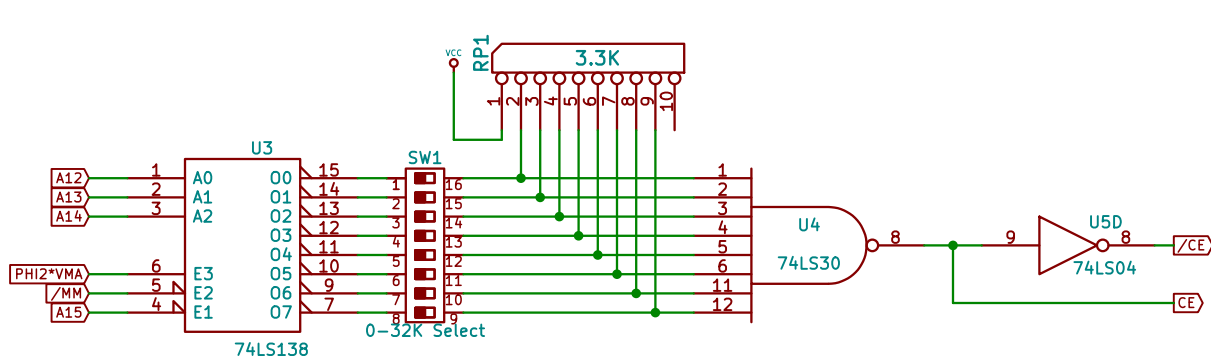 VCC
RP1
3.3K
1 2 3 4 5 6 7 8 9 10
U3
SW1
A12 1 A0 O0 15 1 16 1
A13 2 A1 O1 14 2 15 2
A14 3 A2 O2 13 3 14 3
O3 12 4 13 4
O4 11 5 12 5
PHI2*VMA 6 E3 O5 10 6 11 6
/MM 5 E2 O6 9 7 10 11
A15 4 E1 O7 7 8 9 12
74LS138
0-32K Select
U4
74LS30
8
9
U5D
74LS04
8
/CE
CE